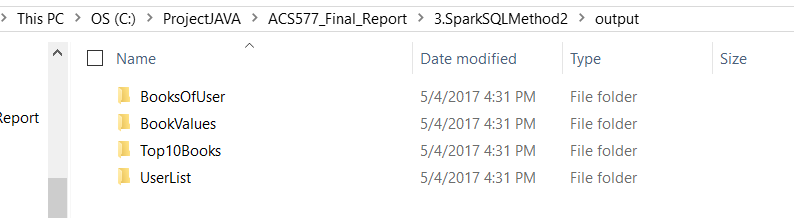 This PC > OS (C:) > ProjectJAVA > ACS577_Final_Report > 3.SparkSQLMethod2 > output
Name Date modified Type Size
BooksOfUser 5/4/2017 4:31 PM File folder
Report BookValues 5/4/2017 4:31 PM File folder
Top10Books 5/4/2017 4:31 PM File folder
UserList 5/4/2017 4:31 PM File folder